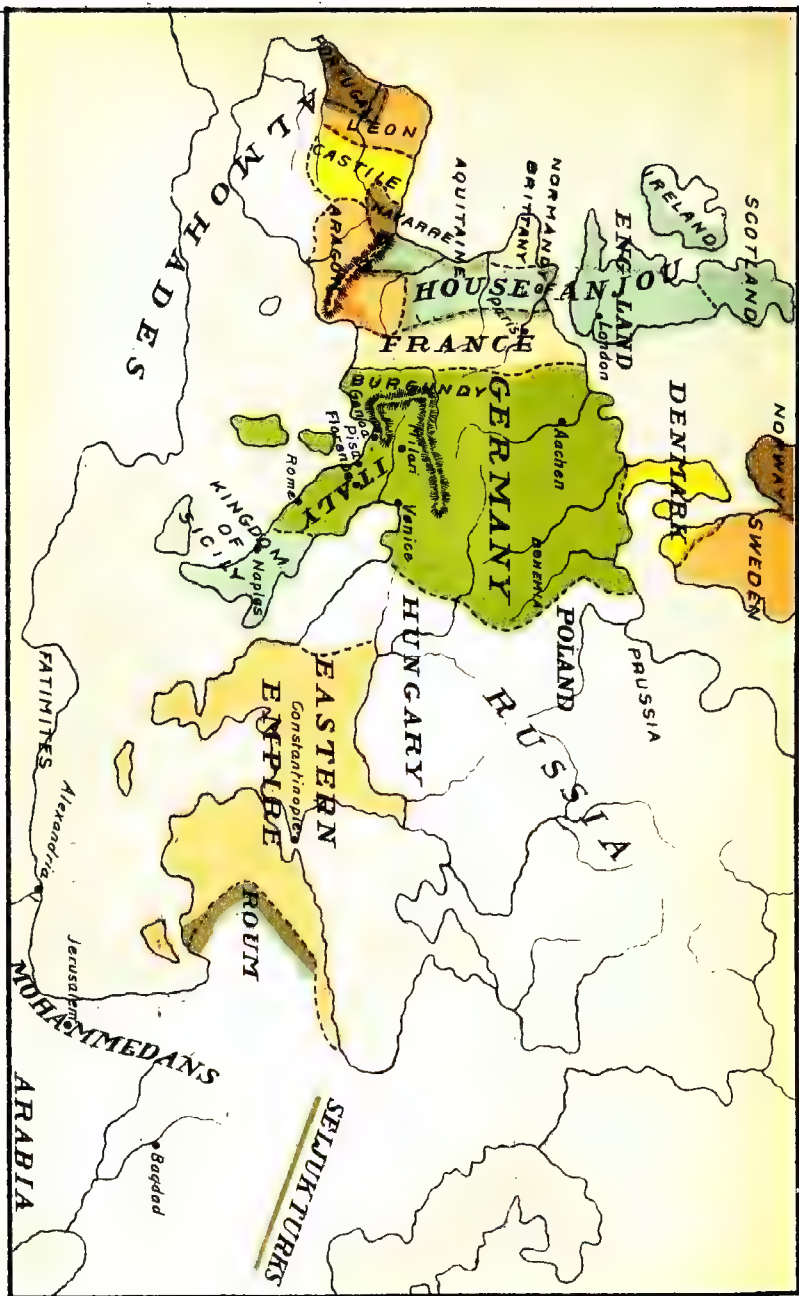 NORWAY
SWEDEN
SCOTLAND
IRELAND
ENGLAND
London
DENMARK
PRUSSIA
NORMANDY
BRITTANY
HOUSE OF ANJOU
AQUITAINE
Paris
FRANCE
GERMANY
Aachen
BOHEMIA
POLAND
RUSSIA
BURGUNDY
HUNGARY
PORTUGAL
LEON
CASTILE
NAVARRE
ARAGON
ALMOHADES
Genoa
Pisa
Florence
Milan
Venice
ITALY
Rome
KINGDOM
OF
SICILY
Naples
EASTERN
EMPIRE
Constantinople
ROUM
SELJUK TURKS
FATIMITES
Alexandria
Jerusalem
MOHAMMEDANS
Bagdad
ARABIA